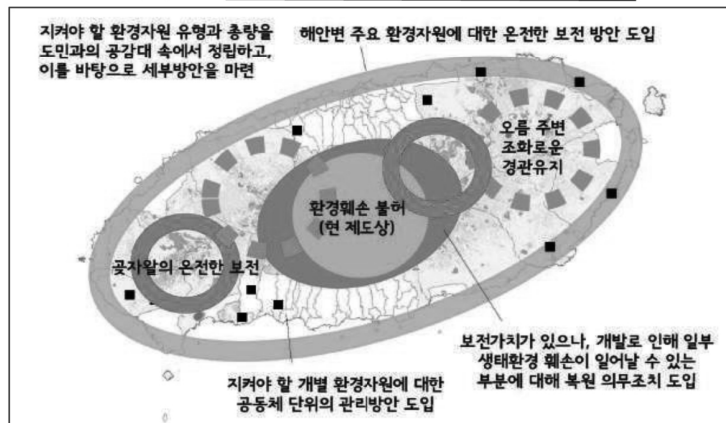 지켜야 할 환경자원 유형과 총량을
도민과의 공감대 속에서 정립하고,
이를 바탕으로 세부방안을 마련
해안변 주요 환경자원에 대한 온전한 보전 방안 도입
오름 주변
조화로운
경관유지
환경훼손 불허
(현 제도상)
곶자왈의 온전한 보전
보전가치가 있으나, 개발로 인해 일부
생태환경 훼손이 일어날 수 있는
부분에 대해 복원 의무조치 도입
지켜야 할 개별 환경자원에 대한
공동체 단위의 관리방안 도입